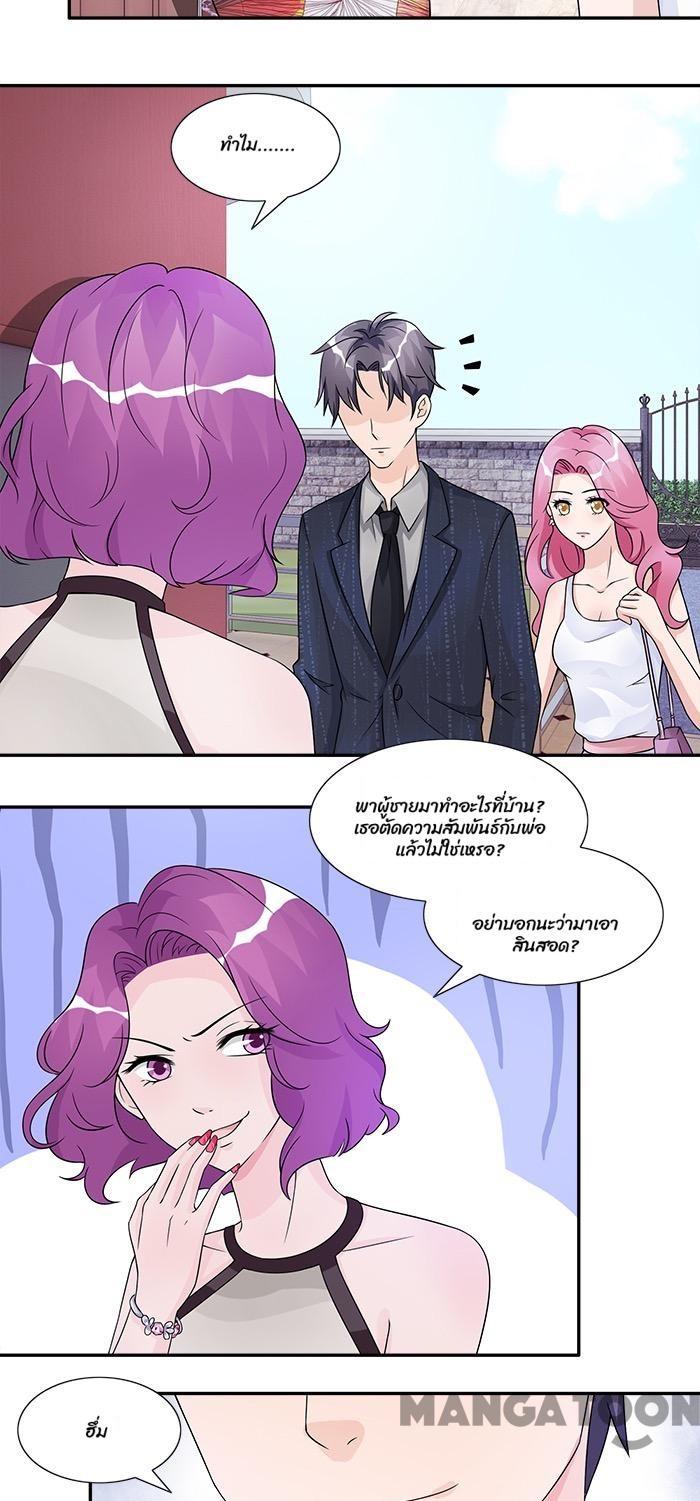 ทำไม.......
พาผู้ชายมาทำอะไรที่บ้าน?
เธอตัดความสัมพันธ์กับพ่อ
แล้วไม่ใช่เหรอ?
อย่าบอกนะว่ามาเอา
สินสอด?
ฮึ่ม
MANGATOON